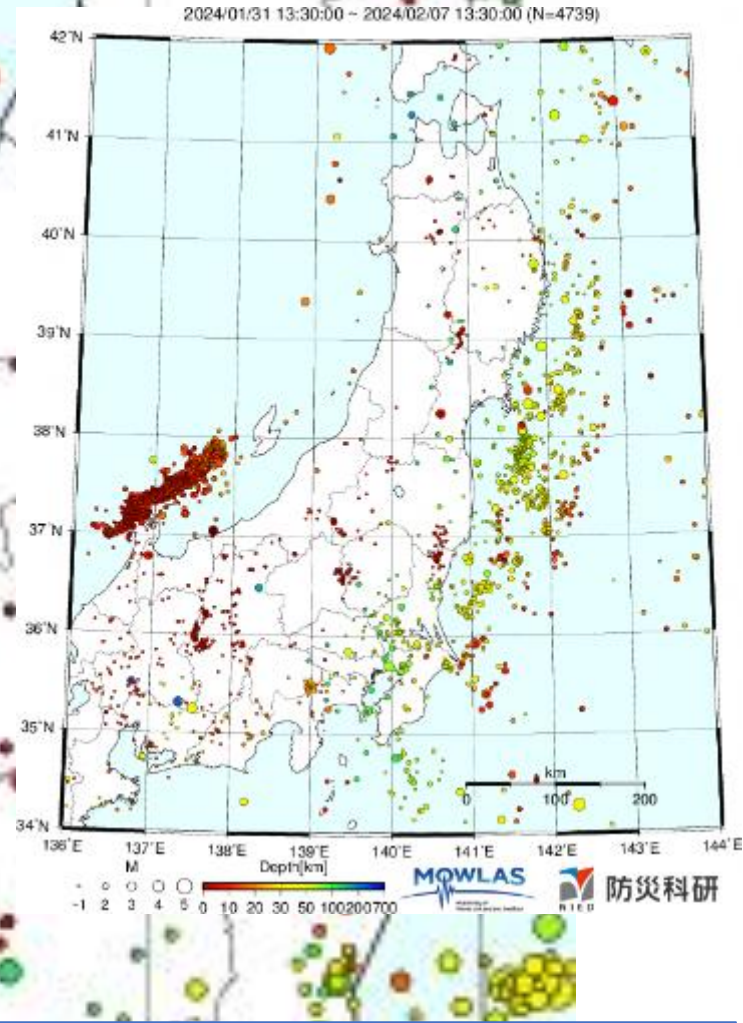 2024/01/31 13:30:00 ~ 2024/02/07 13:30:00 (N=4739)
42˚N
41˚N
40˚N
39˚N
38˚N
37˚N
36˚N
35˚N
34˚N
km
0 100 200
136˚E 137˚E 138˚E 139˚E 140˚E 141˚E 142˚E 143˚E 144˚E
M
-1 2 3 4 5
Depth[km]
0 10 20 30 50 100 200 700
MOWLAS
NIED
防災科研